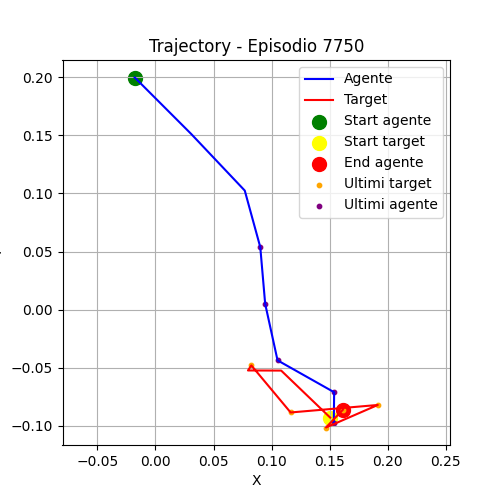 Trajectory - Episodio 7750
Agente
Target
Start agente
Start target
End agente
Ultimi target
Ultimi agente
0.20
0.15
0.10
0.05
0.00
−0.05
−0.10
−0.05
0.00
0.05
0.10
0.15
0.20
0.25
X